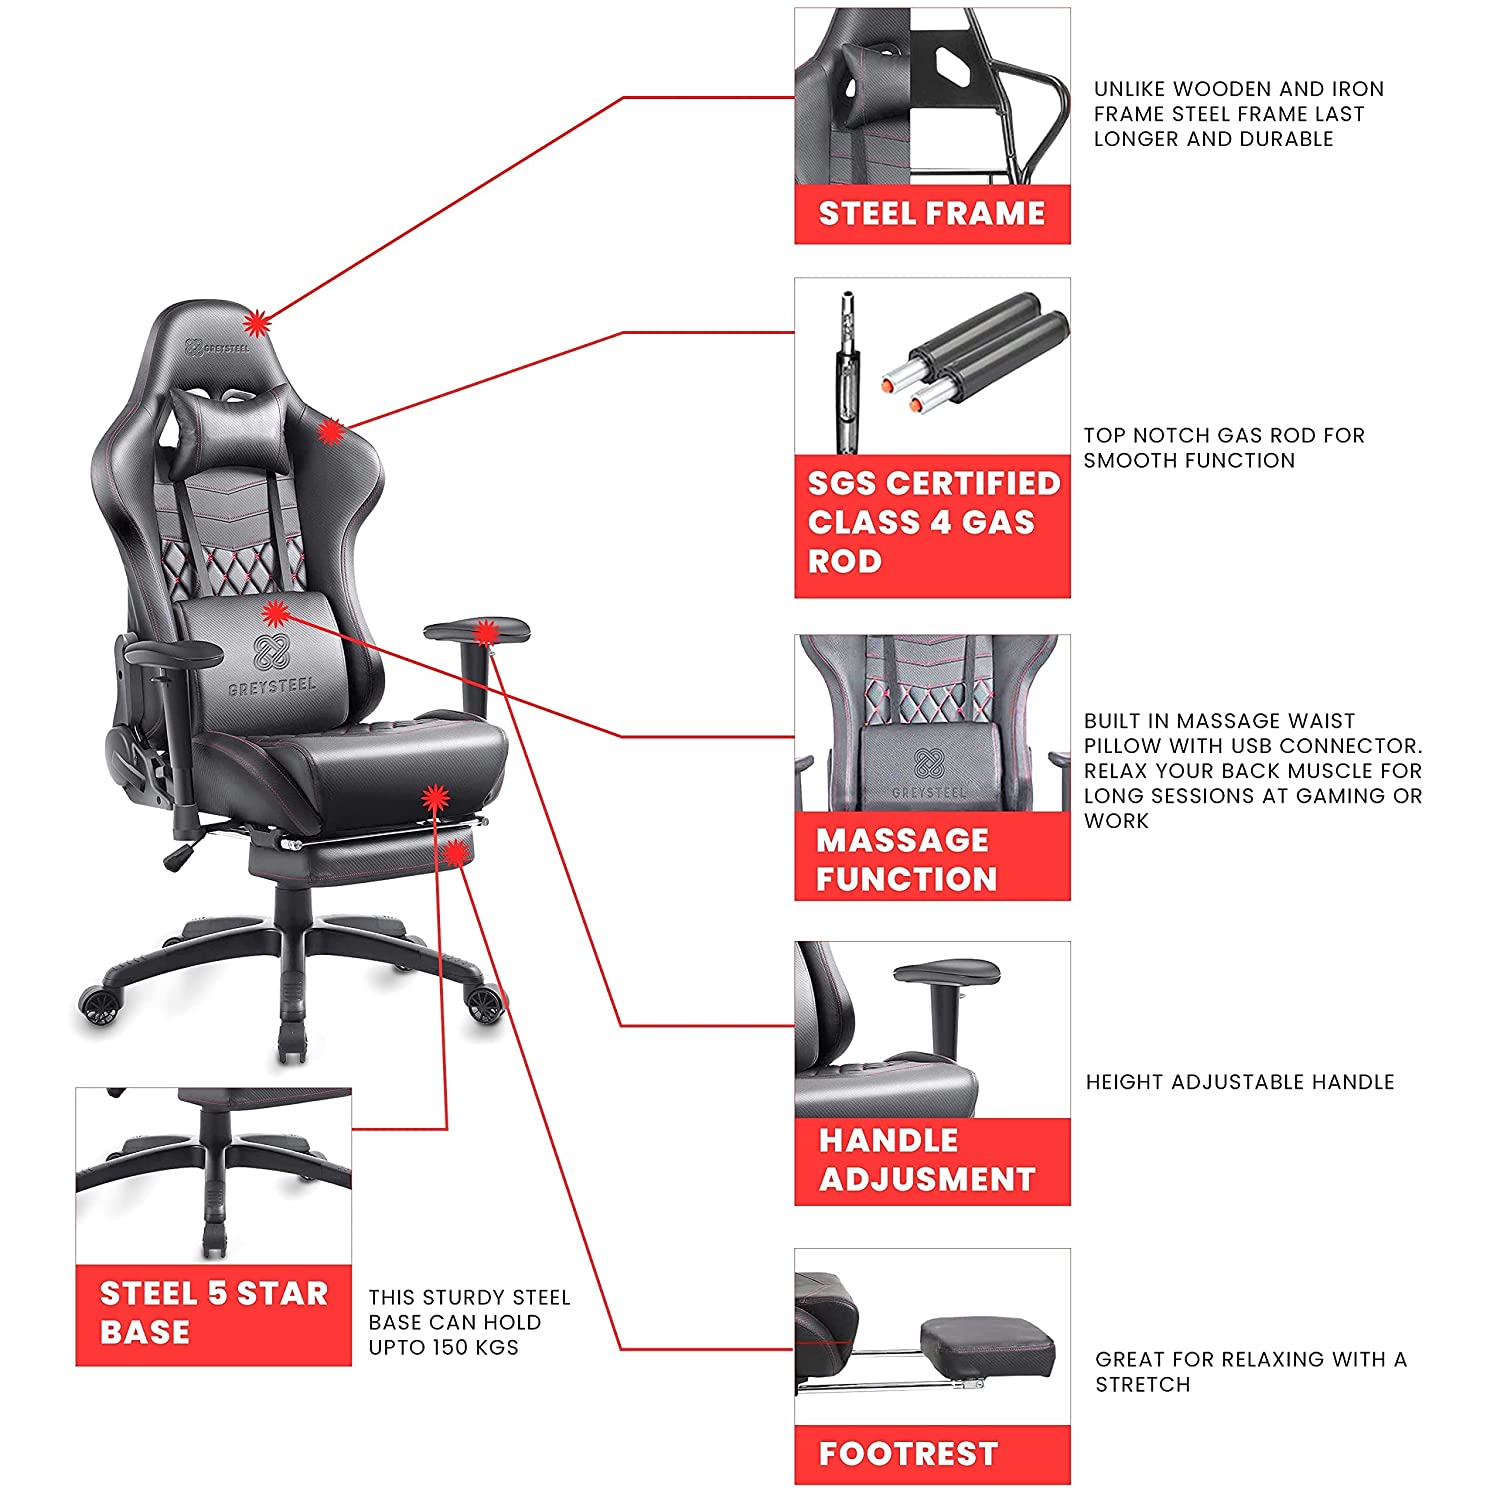 UNLIKE WOODEN AND IRON
FRAME STEEL FRAME LAST
LONGER AND DURABLE
STEEL FRAME
GREYSTEEL
SGS CERTIFIED
CLASS 4 GAS
ROD
TOP NOTCH GAS ROD FOR
SMOOTH FUNCTION
GREYSTEEL
GREYSTEEL
MASSAGE
FUNCTION
BUILT IN MASSAGE WAIST
PILLOW WITH USB CONNECTOR.
RELAX YOUR BACK MUSCLE FOR
LONG SESSIONS AT GAMING OR
WORK
HANDLE
ADJUSMENT
HEIGHT ADJUSTABLE HANDLE
STEEL 5 STAR
BASE
THIS STURDY STEEL
BASE CAN HOLD
UPTO 150 KGS
FOOTREST
GREAT FOR RELAXING WITH A
STRETCH